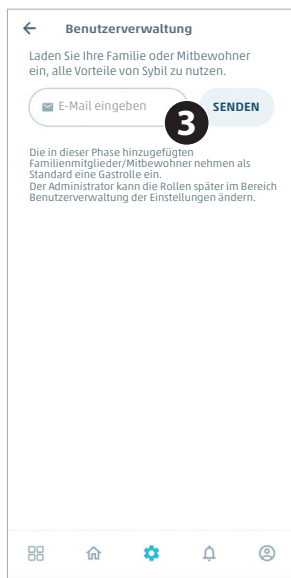 Benutzerverwaltung
Laden Sie Ihre Familie oder Mitbewohner
ein, alle Vorteile von Sybil zu nutzen.
E-Mail eingeben
3
SENDEN
Die in dieser Phase hinzugefügten
Familienmitglieder/Mitbewohner nehmen als
Standard eine Gastrolle ein.
Der Administrator kann die Rollen später im Bereich
Benutzerverwaltung der Einstellungen ändern.